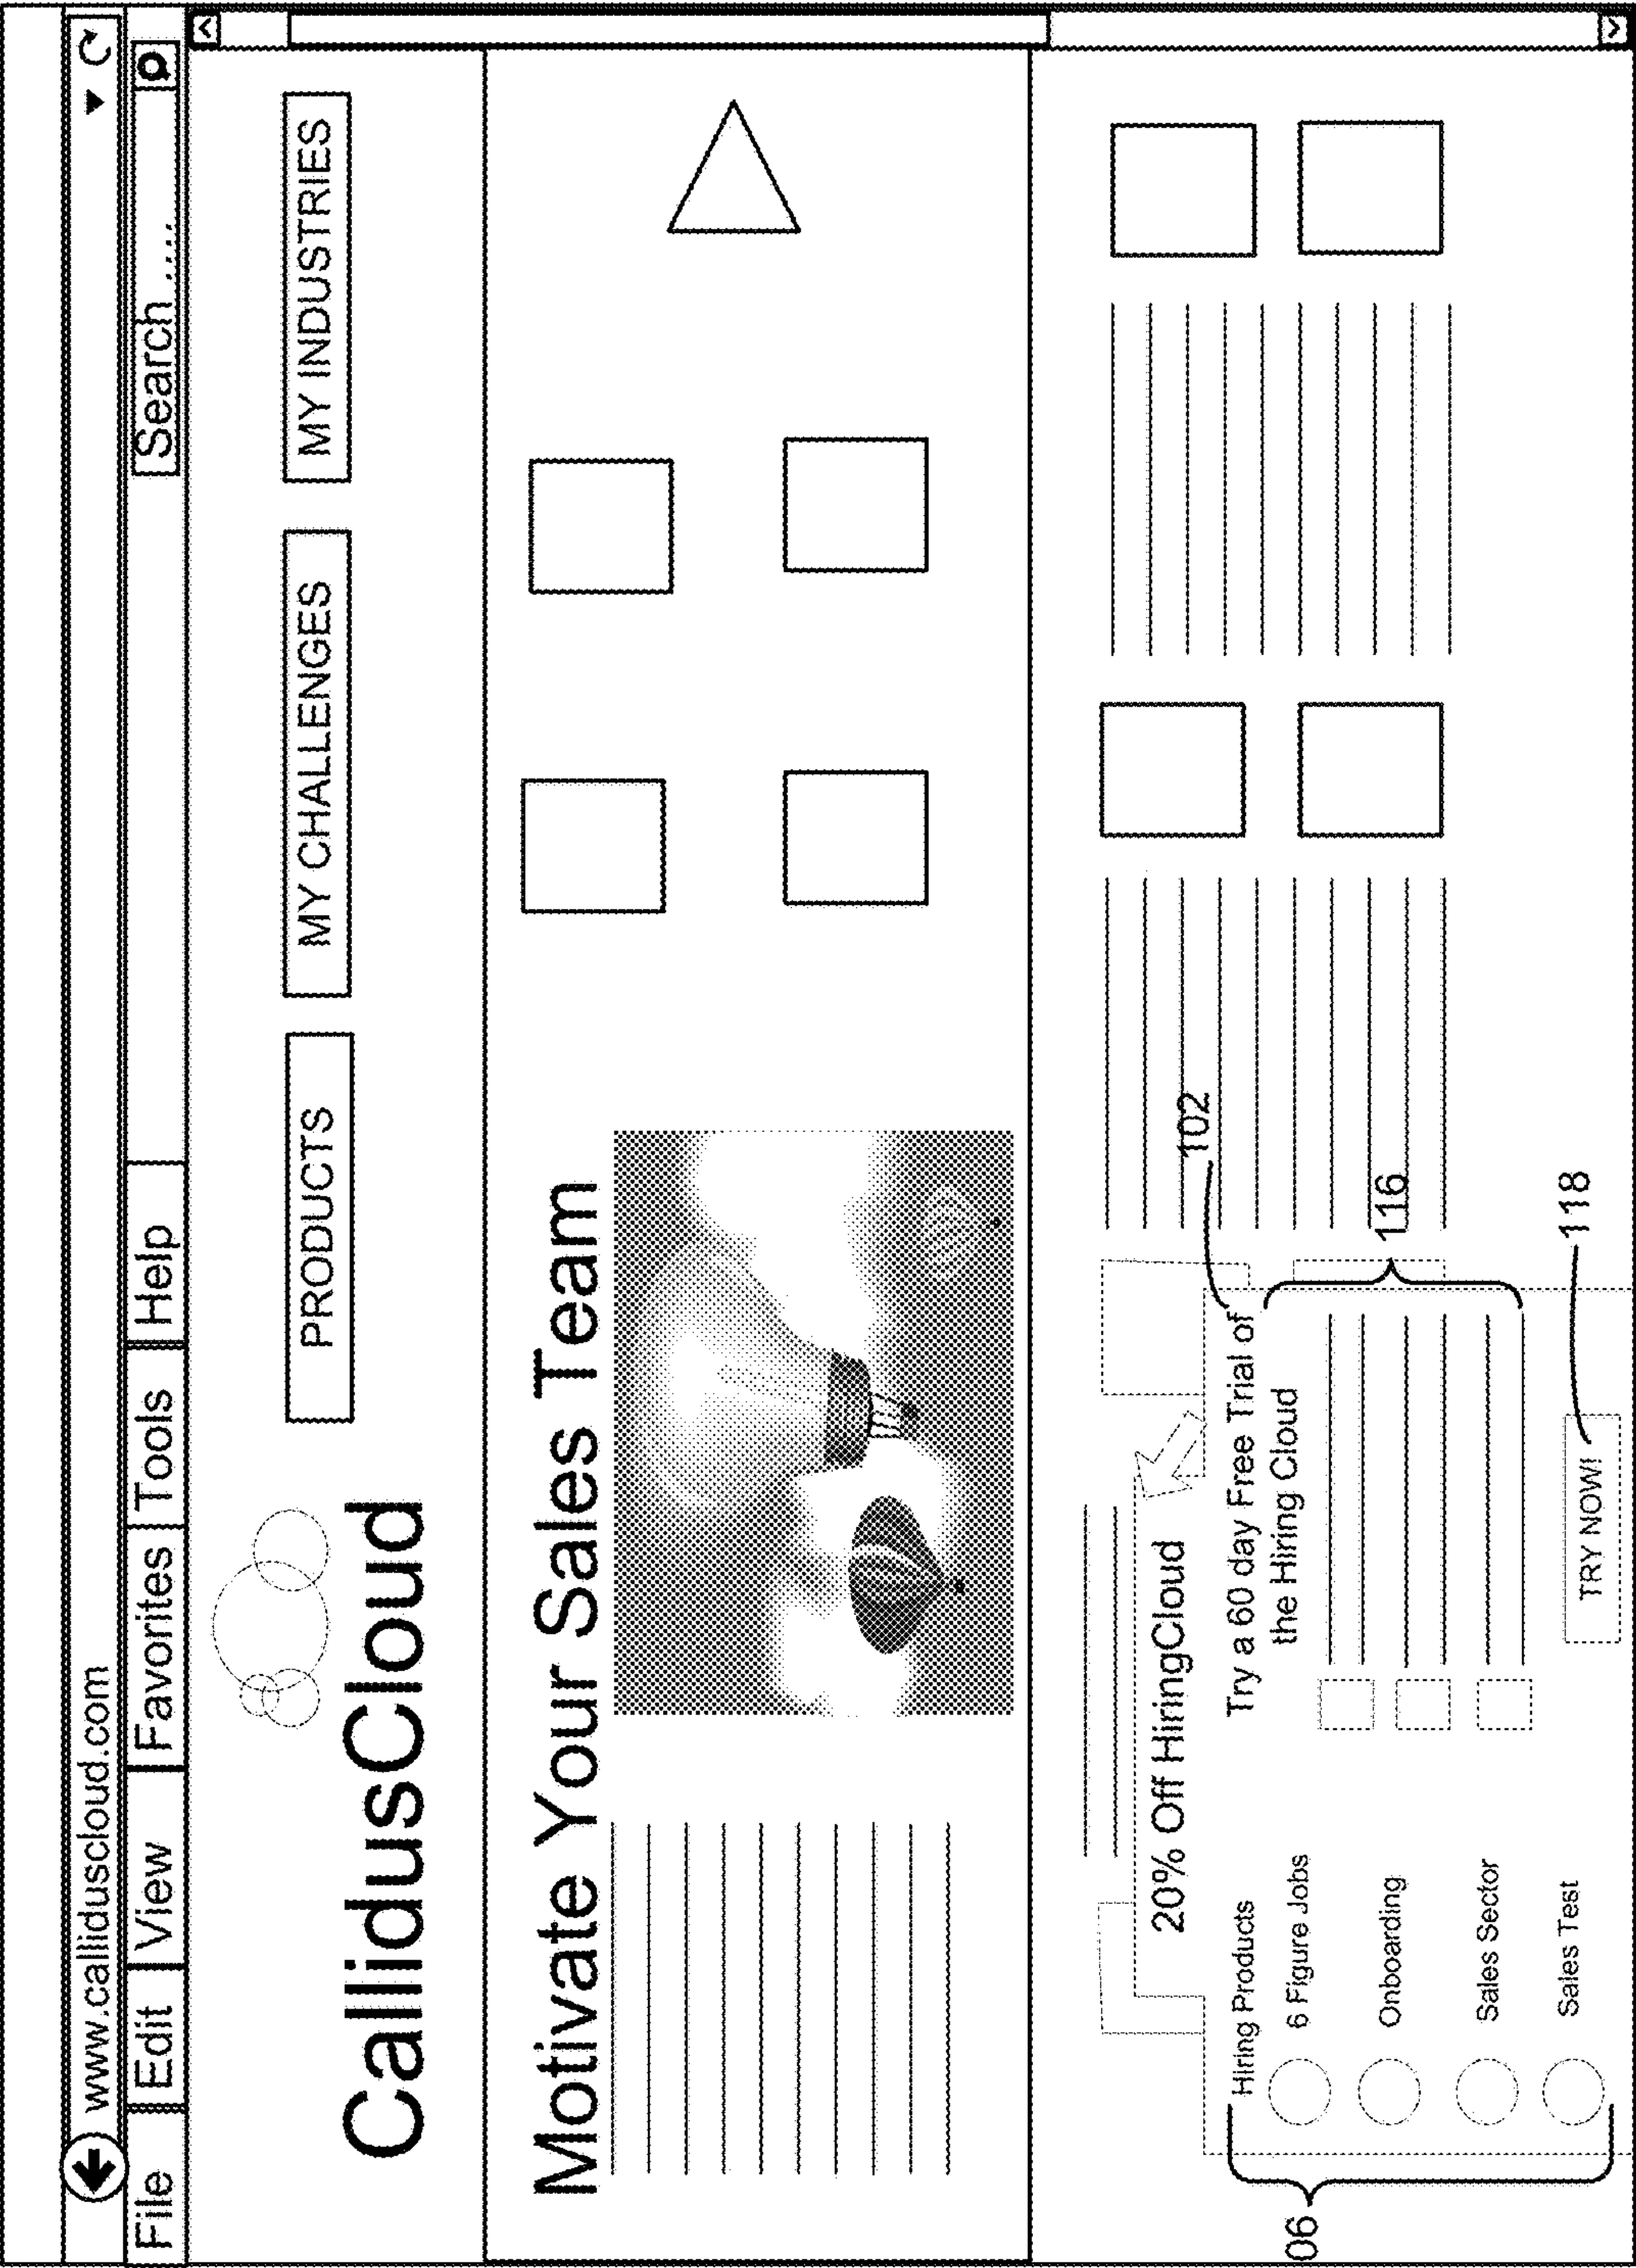 www.calliduscloud.com
File Edit View Favorites Tools Help
Search .....
CallidusCloud
PRODUCTS
MY CHALLENGES
MY INDUSTRIES
Motivate Your Sales Team
20% Off HiringCloud
102
Hiring Products
6 Figure Jobs
Onboarding
Sales Sector
Sales Test
06
Try a 60 day Free Trial of
the Hiring Cloud
116
TRY NOW!
118